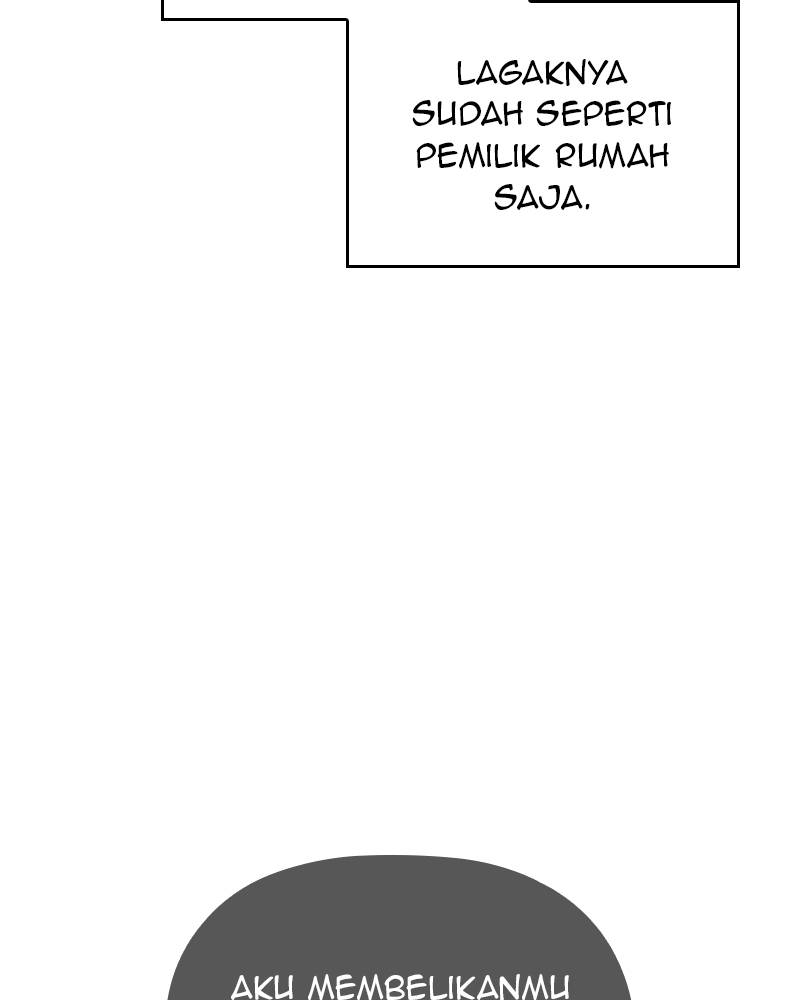 LAGAKNYA
SUDAH SEPERTI
PEMILIK RUMAH
SAJA.
AKU MEMBELIKANMU